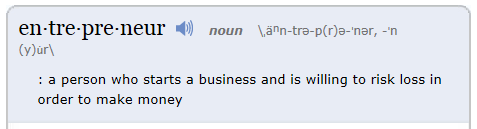 en·tre·pre·neur noun \ˌäⁿn-trə-p(r)ə-ˈnər, -ˈn
(y)u̇r\
: a person who starts a business and is willing to risk loss in
order to make money